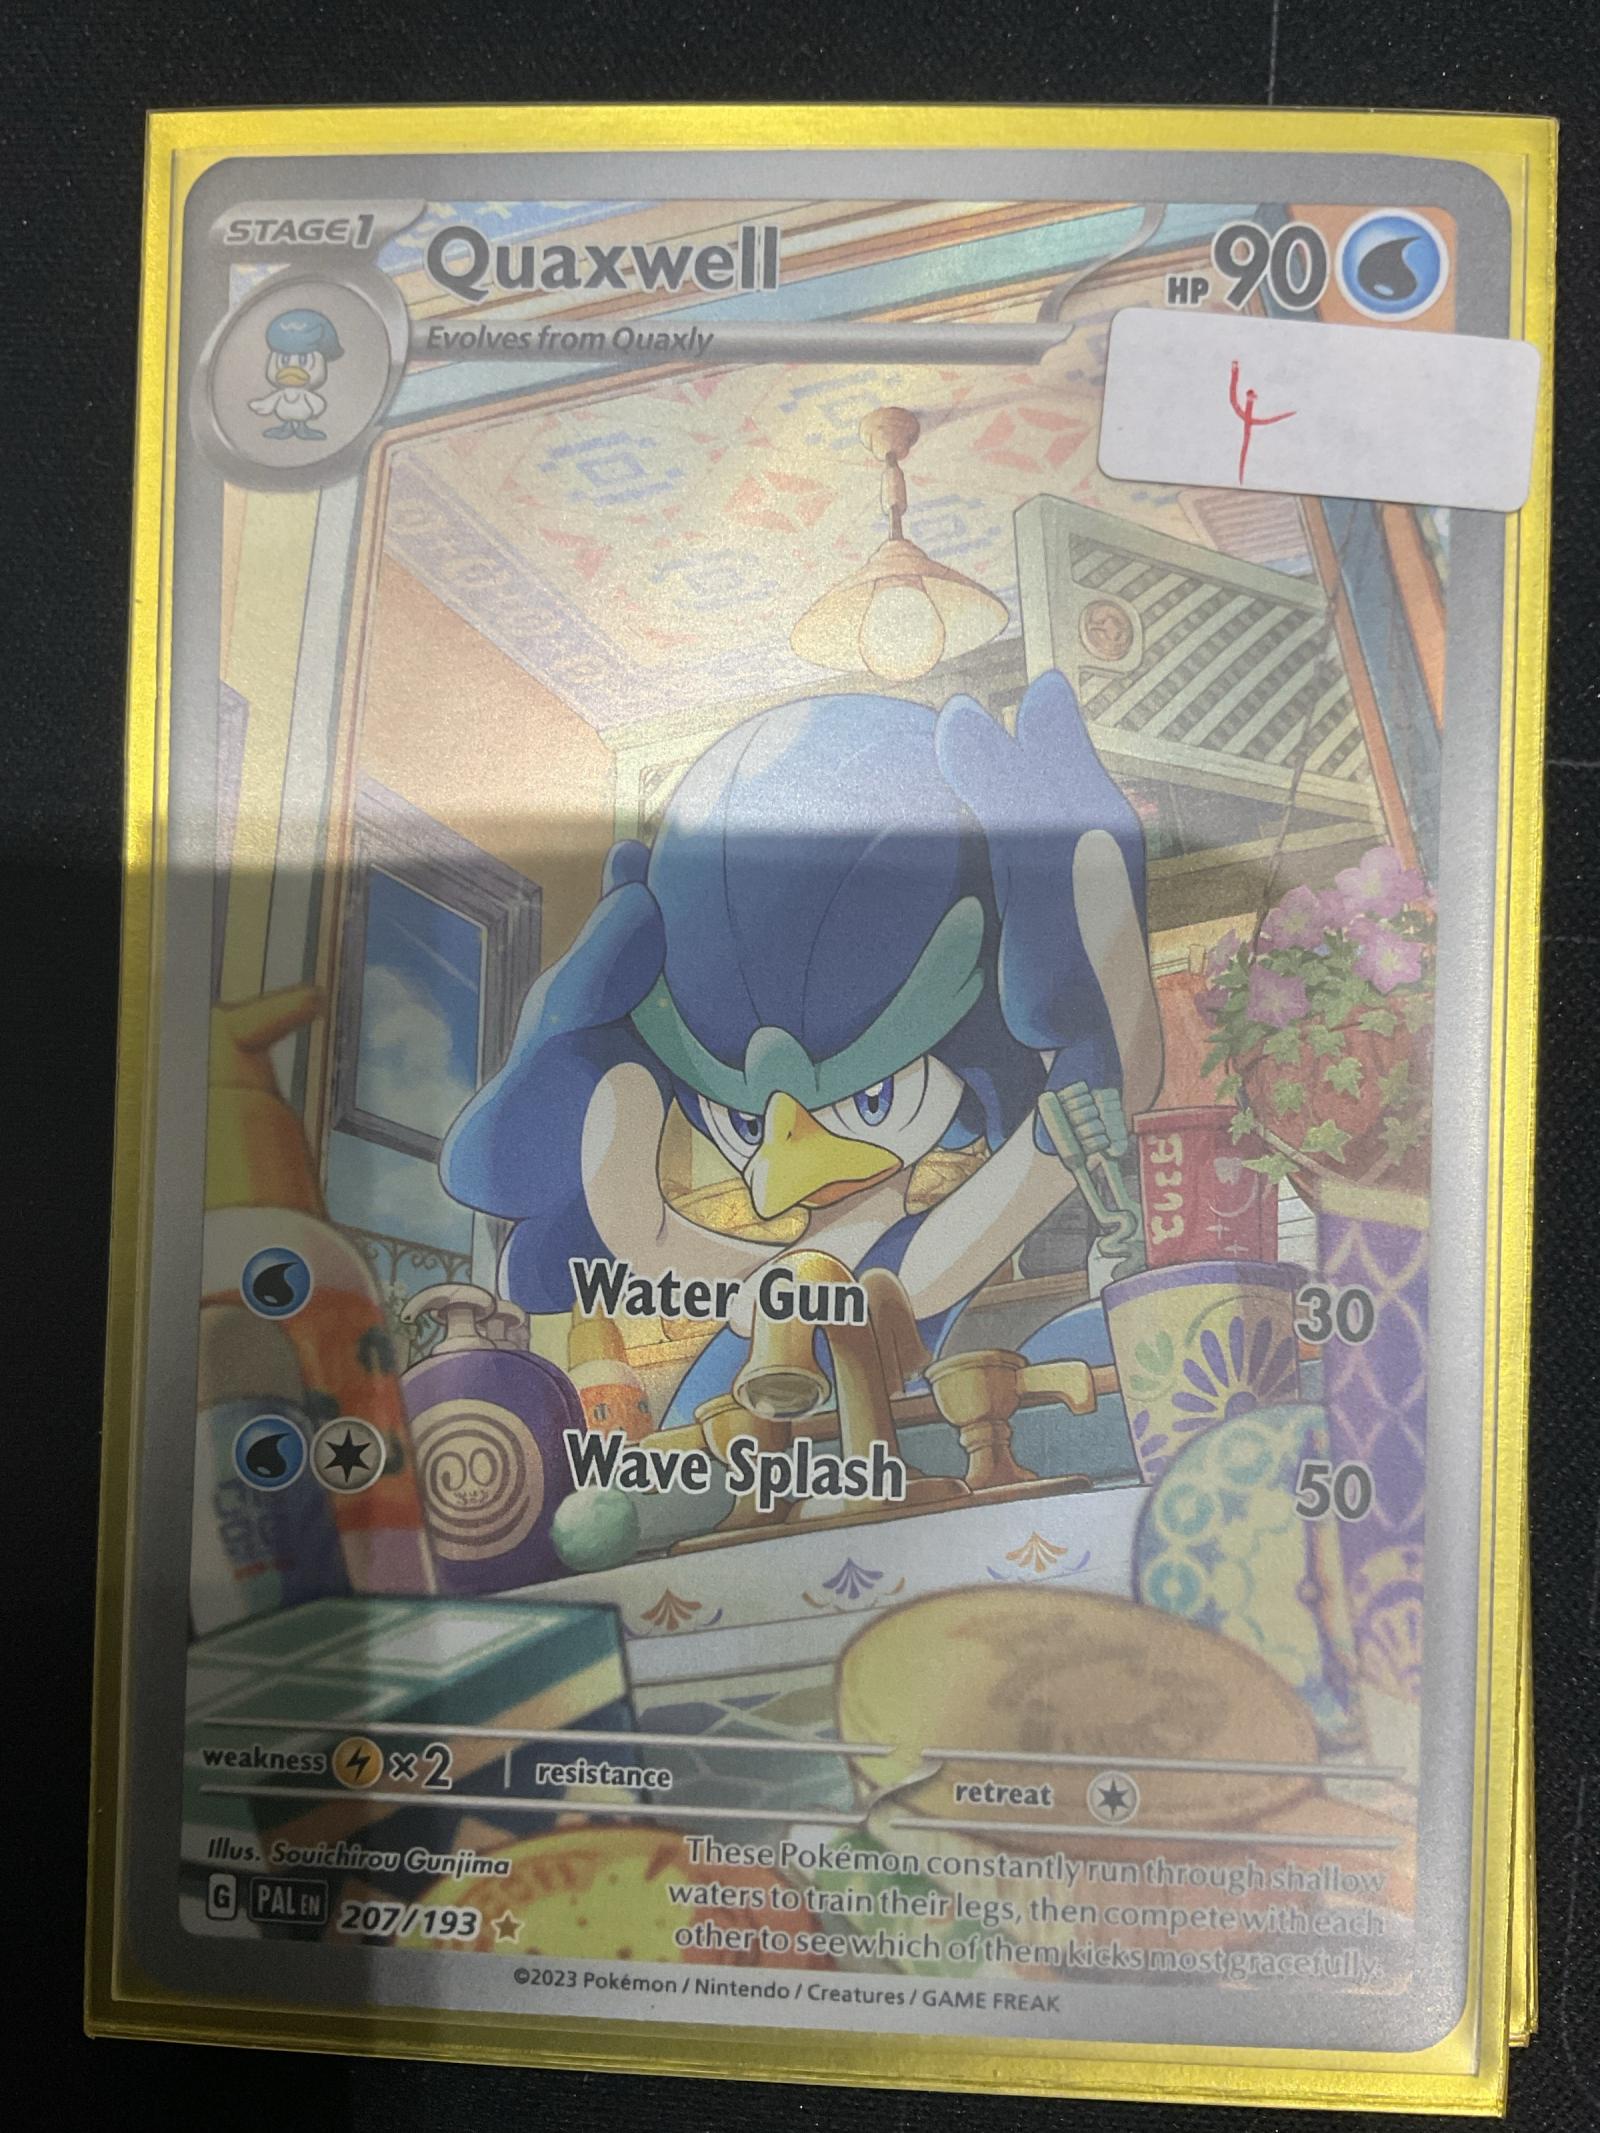 STAGE 1
Quaxwell
HP 90
Evolves from Quaxly
4
Water Gun 30
Wave Splash 50
weakness ×2 resistance retreat
Illus. Souichirou Gunjima
These Pokémon constantly run through shallow
waters to train their legs, then compete with each
other to see which of them kicks most gracefully.
G PAL EN 207/193
©2023 Pokémon / Nintendo / Creatures / GAME FREAK